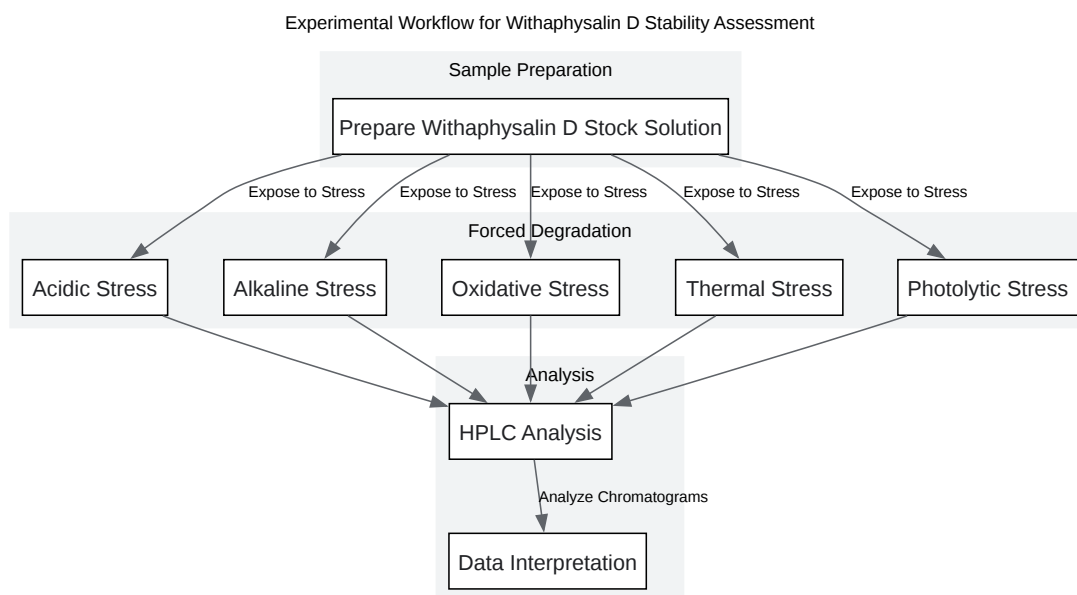 Experimental Workflow for Withaphysalin D Stability Assessment
Sample Preparation
Prepare Withaphysalin D Stock Solution
Expose to Stress
Expose to Stress
Expose to Stress
Expose to Stress
Expose to Stress
Forced Degradation
Acidic Stress
Alkaline Stress
Oxidative Stress
Thermal Stress
Photolytic Stress
Analysis
HPLC Analysis
Analyze Chromatograms
Data Interpretation